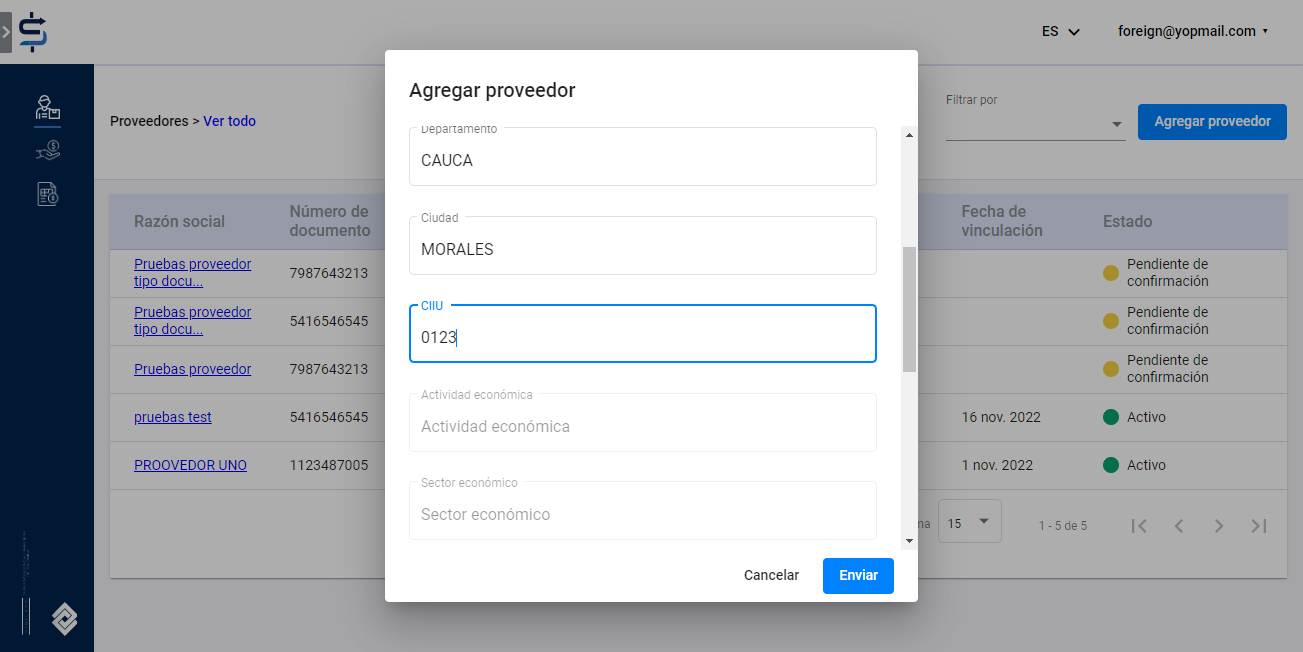 ES
foreign@yopmail.com
Agregar proveedor
Proveedores > Ver todo
Filtrar por
Agregar proveedor
Departamento
CAUCA
Ciudad
MORALES
CIIU
0123
Actividad económica
Actividad económica
Sector económico
Sector económico
Cancelar
Enviar
Razón social
Número de
documento
Fecha de
vinculación
Estado
Pruebas proveedor
tipo docu...
7987643213
Pendiente de
confirmación
Pruebas proveedor
tipo docu...
5416546545
Pendiente de
confirmación
Pruebas proveedor
7987643213
Pendiente de
confirmación
pruebas test
5416546545
16 nov. 2022
Activo
PROOVEDOR UNO
1123487005
1 nov. 2022
Activo
na
15
1 - 5 de 5